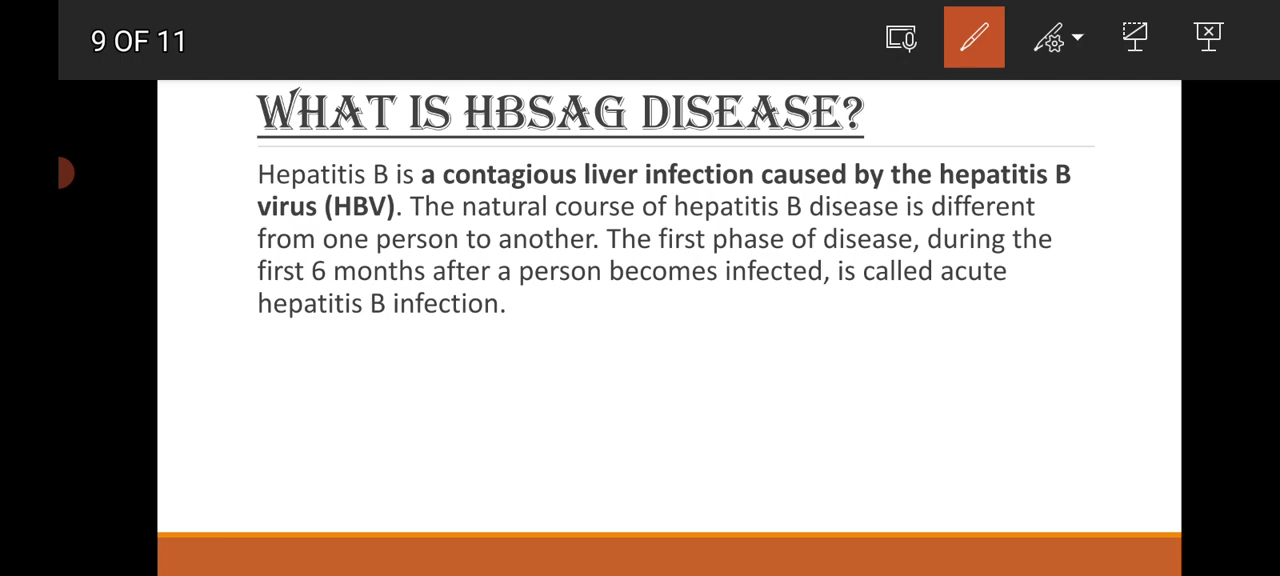 9 OF 11
WHAT IS HBSAG DISEASE?
Hepatitis B is a contagious liver infection caused by the hepatitis B
virus (HBV). The natural course of hepatitis B disease is different
from one person to another. The first phase of disease, during the
first 6 months after a person becomes infected, is called acute
hepatitis B infection.